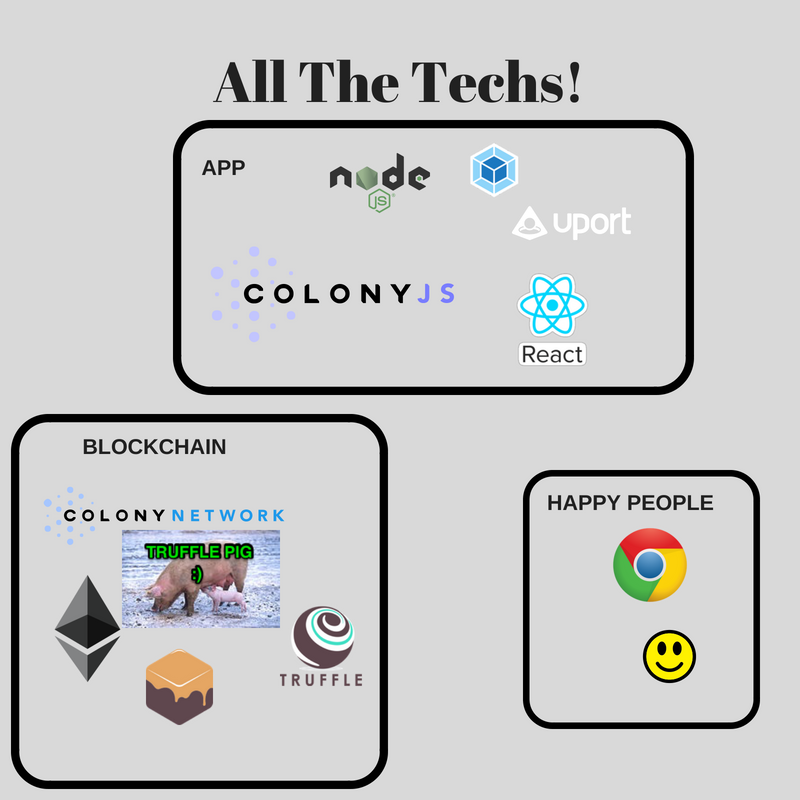 All The Techs!
APP
node
JS
uport
COLONYJS
React
BLOCKCHAIN
COLONYNETWORK
TRUFFLE PIG
:)
TRUFFLE
HAPPY PEOPLE